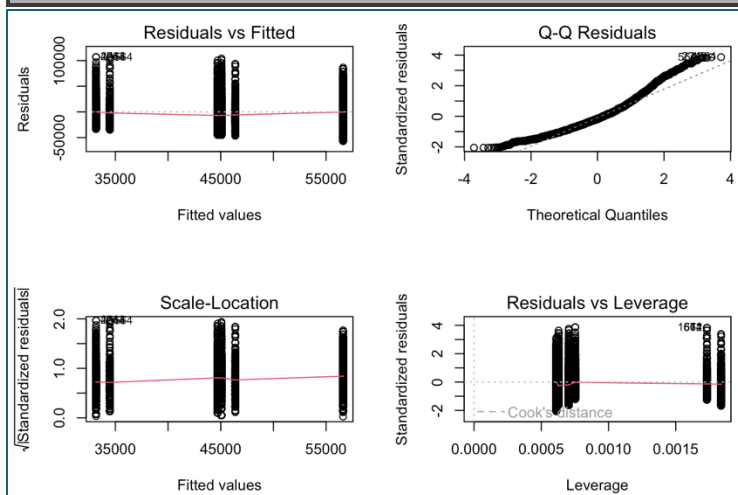 Residuals vs Fitted
Residuals
100000
-50000
35000 45000 55000
Fitted values
Q-Q Residuals
Standardized residuals
4
2
0
-2
-4 -2 0 2 4
Theoretical Quantiles
Scale-Location
√|Standardized residuals|
2.0
1.0
0.0
35000 45000 55000
Fitted values
Residuals vs Leverage
Standardized residuals
4
2
0
-2
Cook's distance
0.0000 0.0005 0.0010 0.0015
Leverage